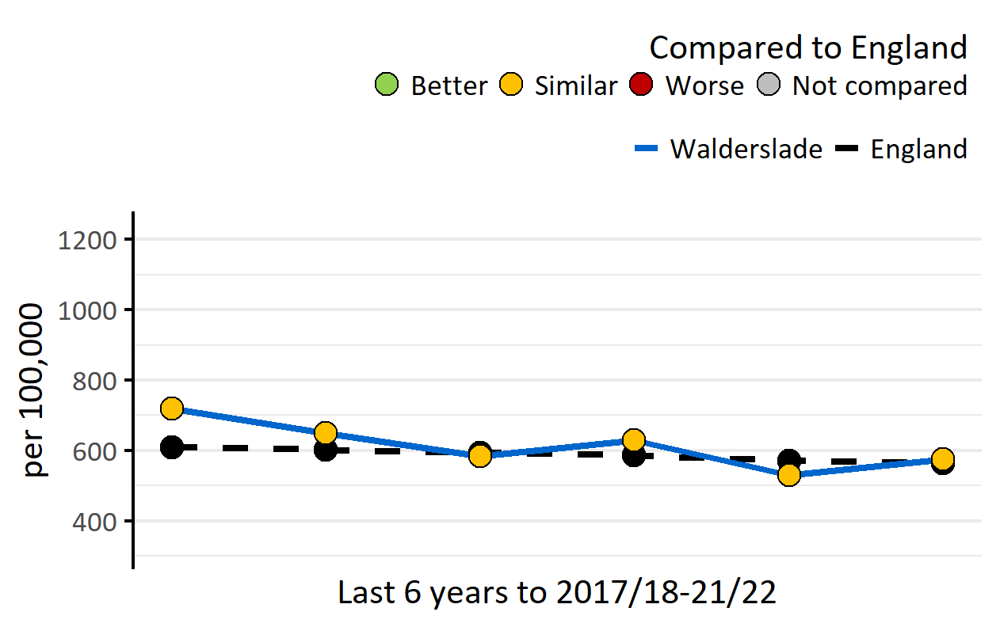 Compared to England
Better Similar Worse Not compared
Walderslade England
1200
1000
800
600
400
per 100,000
Last 6 years to 2017/18-21/22